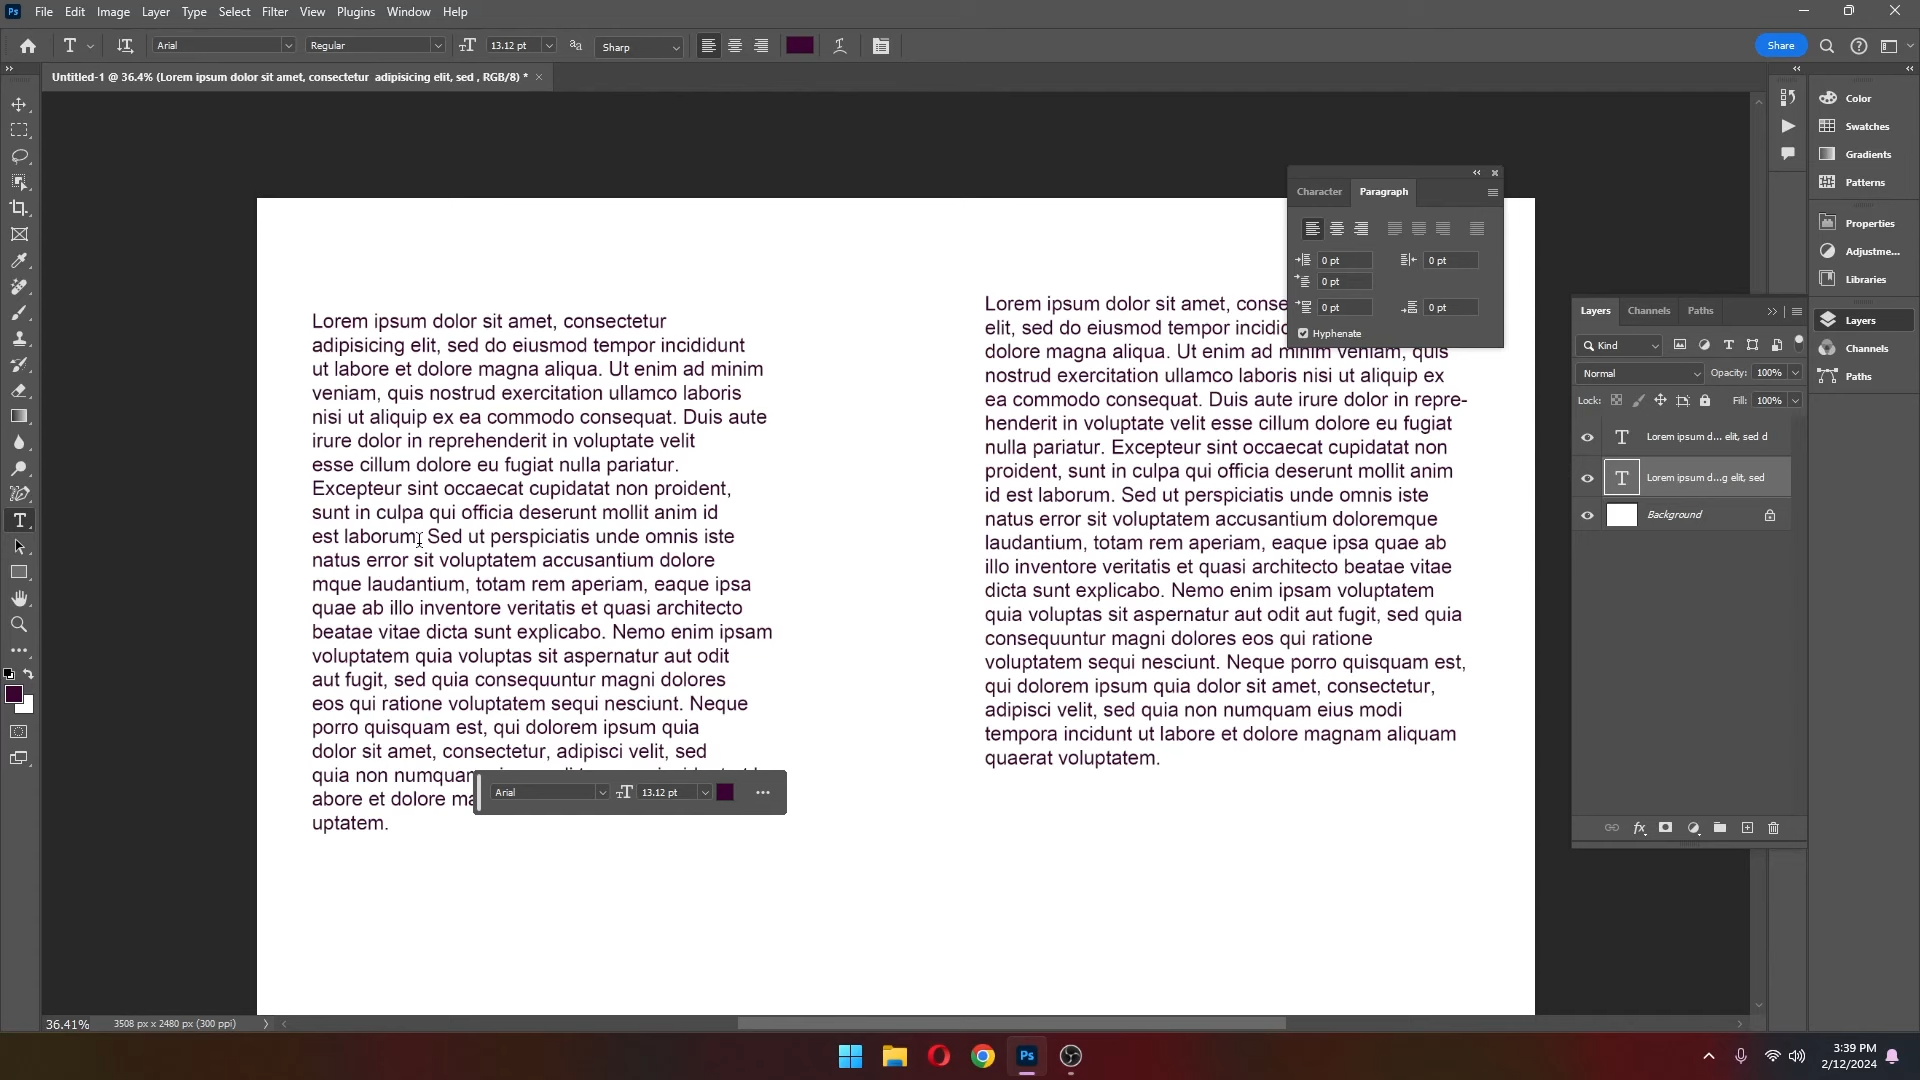 Ps File Edit Image Layer Type Select Filter View Plugins Window Help
Arial Regular 13.12 pt aa Sharp Share
Untitled-1 @ 36.4% (Lorem ipsum dolor sit amet, consectetur  adipisicing elit, sed , RGB/8) *
Color
Swatches
Gradients
Patterns
Properties
Adjustme...
Libraries
Layers
Channels
Paths
Character Paragraph
0 pt 0 pt
0 pt
0 pt 0 pt
Hyphenate
Lorem ipsum dolor sit amet, consectetur
adipisicing elit, sed do eiusmod tempor incididunt
ut labore et dolore magna aliqua. Ut enim ad minim
veniam, quis nostrud exercitation ullamco laboris
nisi ut aliquip ex ea commodo consequat. Duis aute
irure dolor in reprehenderit in voluptate velit
esse cillum dolore eu fugiat nulla pariatur.
Excepteur sint occaecat cupidatat non proident,
sunt in culpa qui officia deserunt mollit anim id
est laborum. Sed ut perspiciatis unde omnis iste
natus error sit voluptatem accusantium dolore
mque laudantium, totam rem aperiam, eaque ipsa
quae ab illo inventore veritatis et quasi architecto
beatae vitae dicta sunt explicabo. Nemo enim ipsam
voluptatem quia voluptas sit aspernatur aut odit
aut fugit, sed quia consequuntur magni dolores
eos qui ratione voluptatem sequi nesciunt. Neque
porro quisquam est, qui dolorem ipsum quia
dolor sit amet, consectetur, adipisci velit, sed
quia non numquam
abore et dolore ma
uptatem.
Arial 13.12 pt
Lorem ipsum dolor sit amet, conse
elit, sed do eiusmod tempor incidid
dolore magna aliqua. Ut enim ad minim veniam, quis
nostrud exercitation ullamco laboris nisi ut aliquip ex
ea commodo consequat. Duis aute irure dolor in repre-
henderit in voluptate velit esse cillum dolore eu fugiat
nulla pariatur. Excepteur sint occaecat cupidatat non
proident, sunt in culpa qui officia deserunt mollit anim
id est laborum. Sed ut perspiciatis unde omnis iste
natus error sit voluptatem accusantium doloremque
laudantium, totam rem aperiam, eaque ipsa quae ab
illo inventore veritatis et quasi architecto beatae vitae
dicta sunt explicabo. Nemo enim ipsam voluptatem
quia voluptas sit aspernatur aut odit aut fugit, sed quia
consequuntur magni dolores eos qui ratione
voluptatem sequi nesciunt. Neque porro quisquam est,
qui dolorem ipsum quia dolor sit amet, consectetur,
adipisci velit, sed quia non numquam eius modi
tempora incidunt ut labore et dolore magnam aliquam
quaerat voluptatem.
Layers Channels Paths
Kind
Normal Opacity: 100%
Lock: Fill: 100%
Lorem ipsum d... elit, sed d
Lorem ipsum d...g elit, sed
Background
fx
36.41% 3508 px x 2480 px (300 ppi)
Ps
3:39 PM
2/12/2024